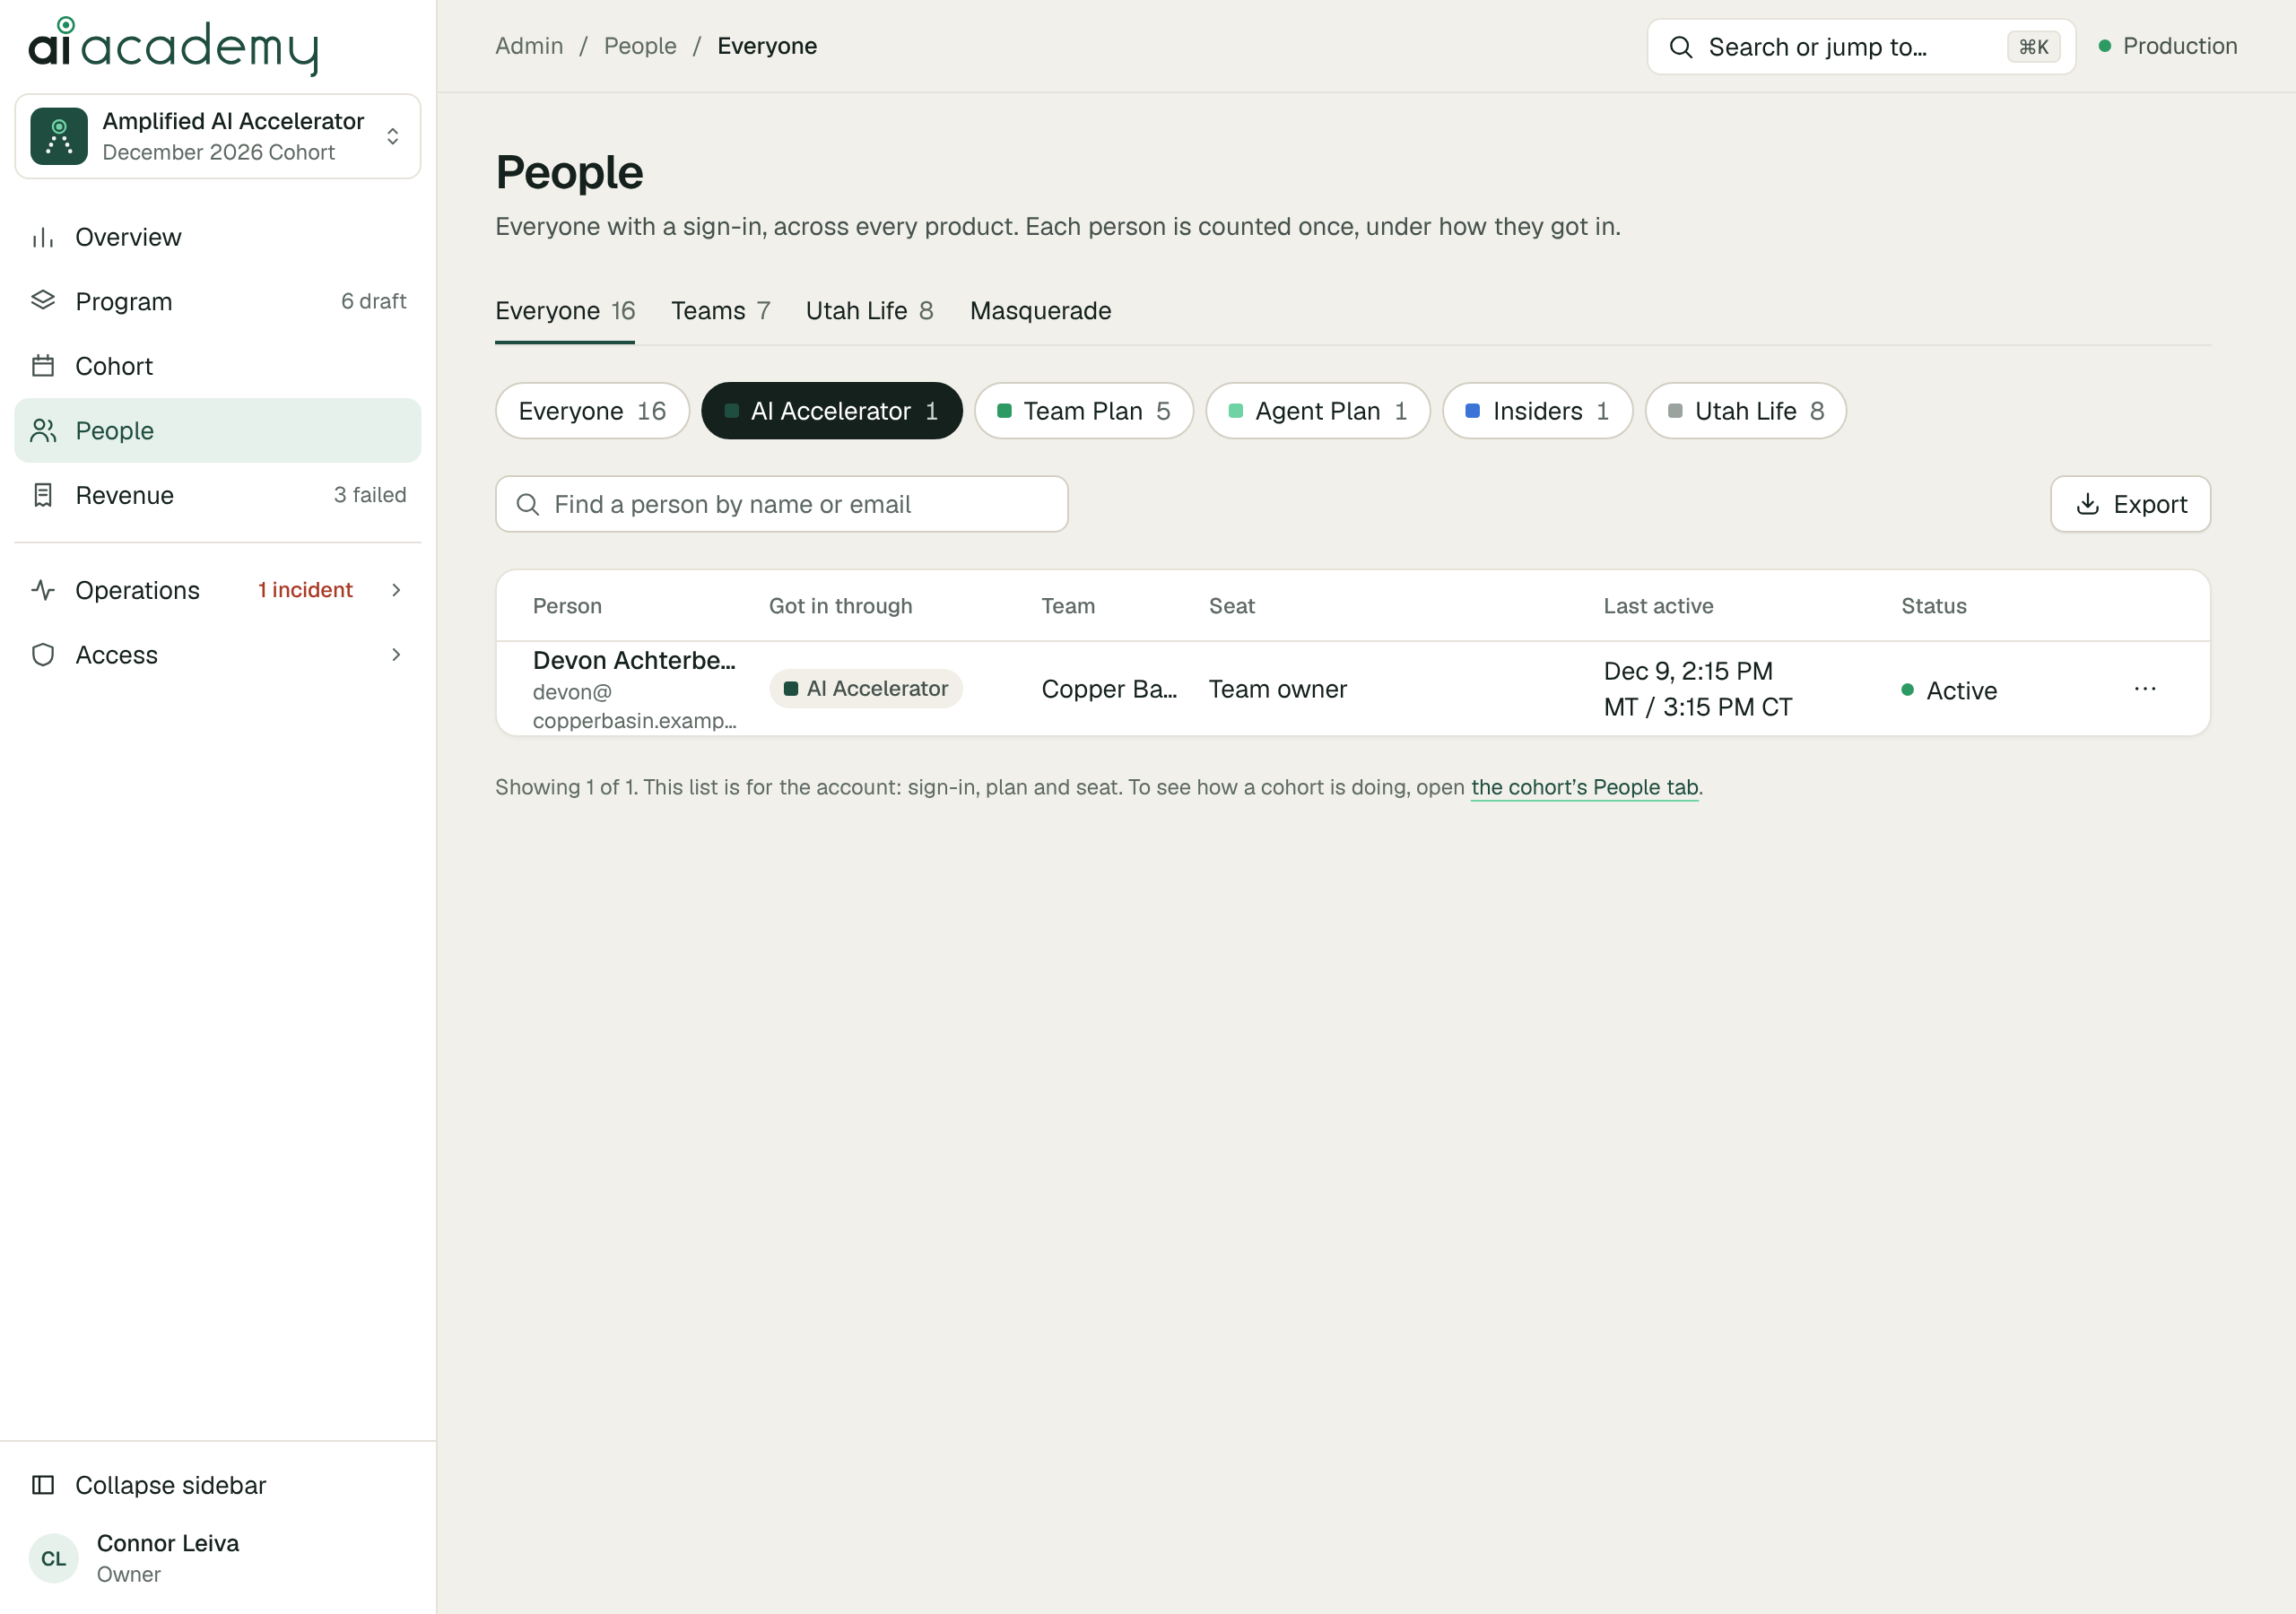 ai academy
Amplified AI Accelerator
December 2026 Cohort
Overview
Program 6 draft
Cohort
People
Revenue 3 failed
Operations 1 incident
Access
Collapse sidebar
CL
Connor Leiva
Owner
Admin / People / Everyone
Search or jump to... ⌘K
Production
People
Everyone with a sign-in, across every product. Each person is counted once, under how they got in.
Everyone 16 Teams 7 Utah Life 8 Masquerade
Everyone 16 AI Accelerator 1 Team Plan 5 Agent Plan 1 Insiders 1 Utah Life 8
Find a person by name or email
Export
Person Got in through Team Seat Last active Status
Devon Achterbe...
devon@
copperbasin.examp...
AI Accelerator
Copper Ba...
Team owner
Dec 9, 2:15 PM
MT / 3:15 PM CT
Active
Showing 1 of 1. This list is for the account: sign-in, plan and seat. To see how a cohort is doing, open the cohort’s People tab.